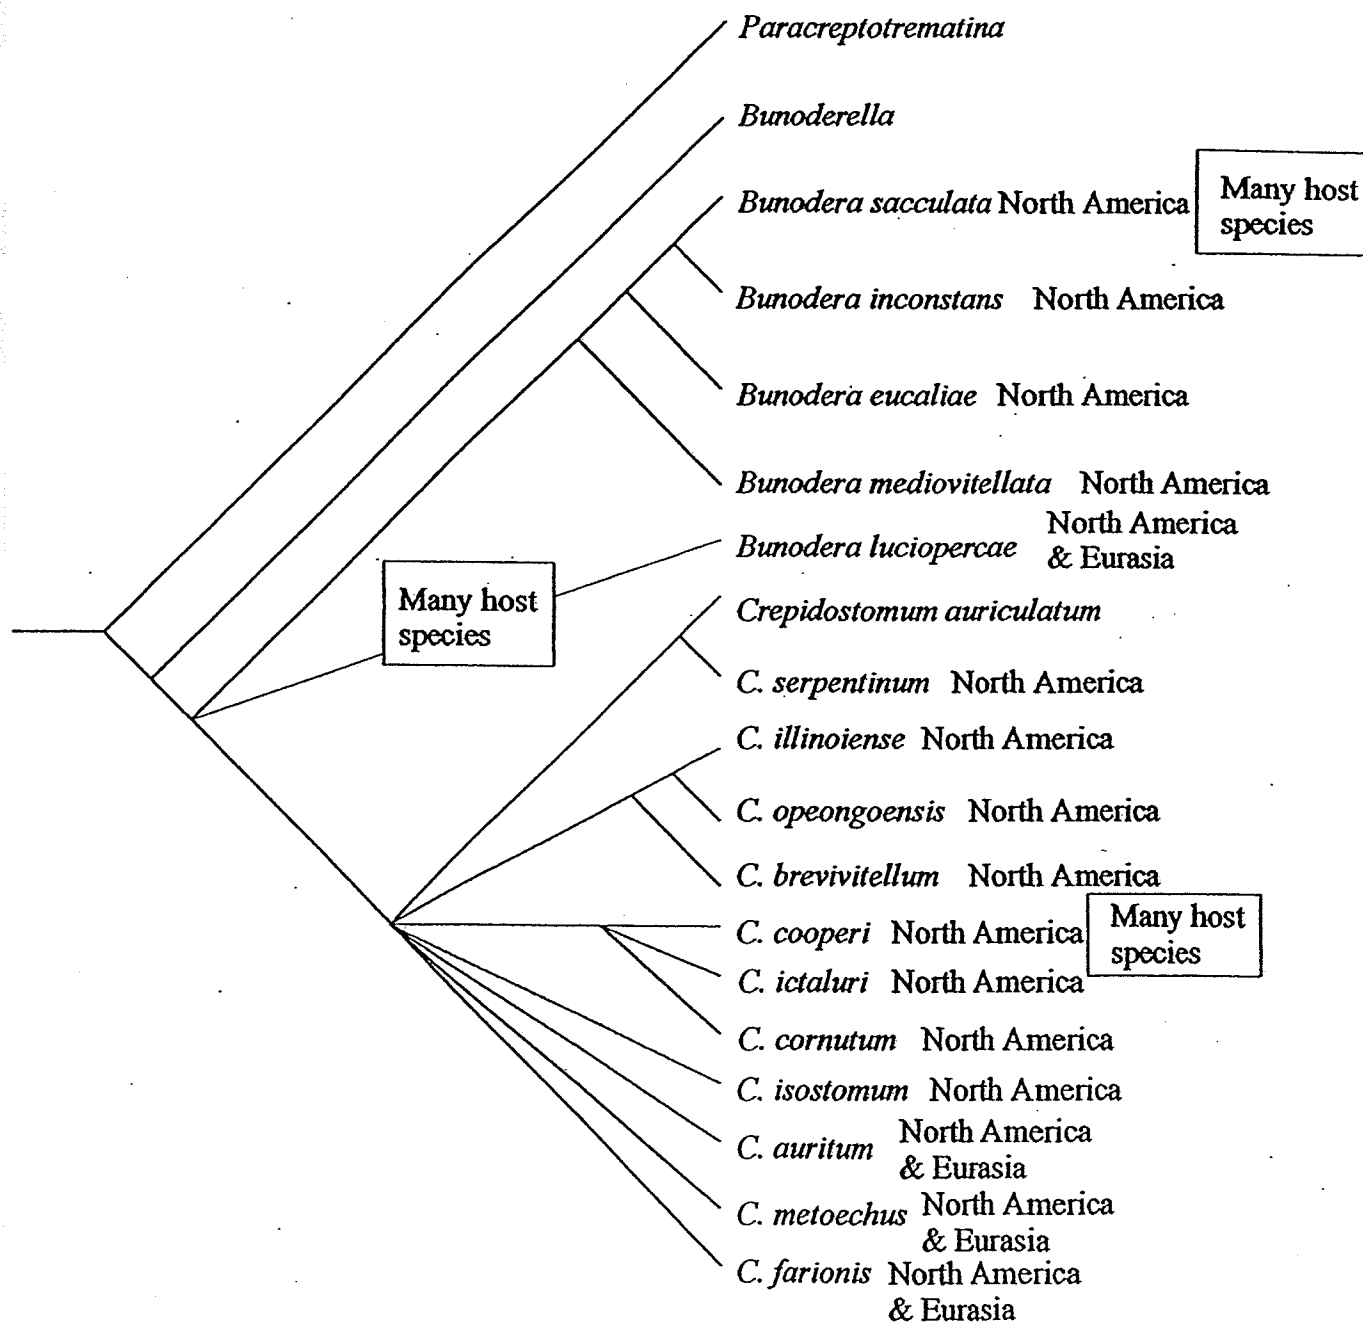 Paracreptotrematina
Bunoderella
Bunodera sacculata North America
Many host
species
Bunodera inconstans North America
Bunodera eucaliae North America
Bunodera mediovitellata North America
Bunodera luciopercae North America
& Eurasia
Many host
species
Crepidostomum auriculatum
C. serpentinum North America
C. illinoiense North America
C. opeongoensis North America
C. brevivitellum North America
C. cooperi North America
Many host
species
C. ictaluri North America
C. cornutum North America
C. isostomum North America
C. auritum North America
& Eurasia
C. metoechus North America
& Eurasia
C. farionis North America
& Eurasia